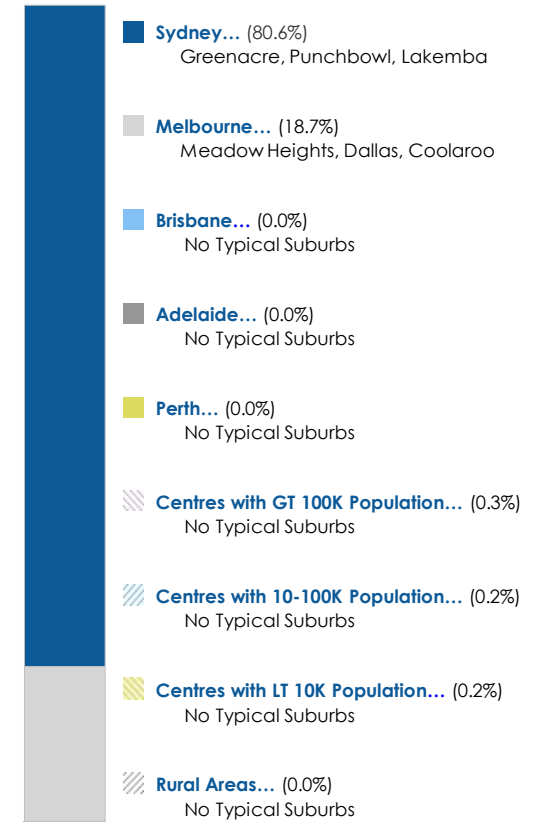 Sydney… (80.6%)
Greenacre, Punchbowl, Lakemba
Melbourne… (18.7%)
Meadow Heights, Dallas, Coolaroo
Brisbane… (0.0%)
No Typical Suburbs
Adelaide… (0.0%)
No Typical Suburbs
Perth… (0.0%)
No Typical Suburbs
Centres with GT 100K Population… (0.3%)
No Typical Suburbs
Centres with 10-100K Population… (0.2%)
No Typical Suburbs
Centres with LT 10K Population… (0.2%)
No Typical Suburbs
Rural Areas… (0.0%)
No Typical Suburbs